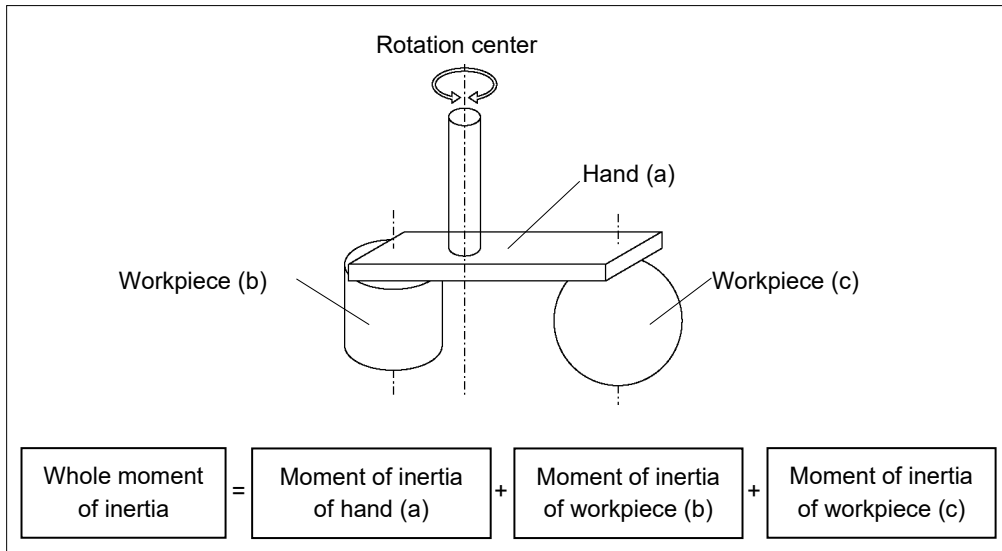 Rotation center
Hand (a)
Workpiece (b)
Workpiece (c)
Whole moment
of inertia
=
Moment of inertia
of hand (a)
+
Moment of inertia
of workpiece (b)
+
Moment of inertia
of workpiece (c)